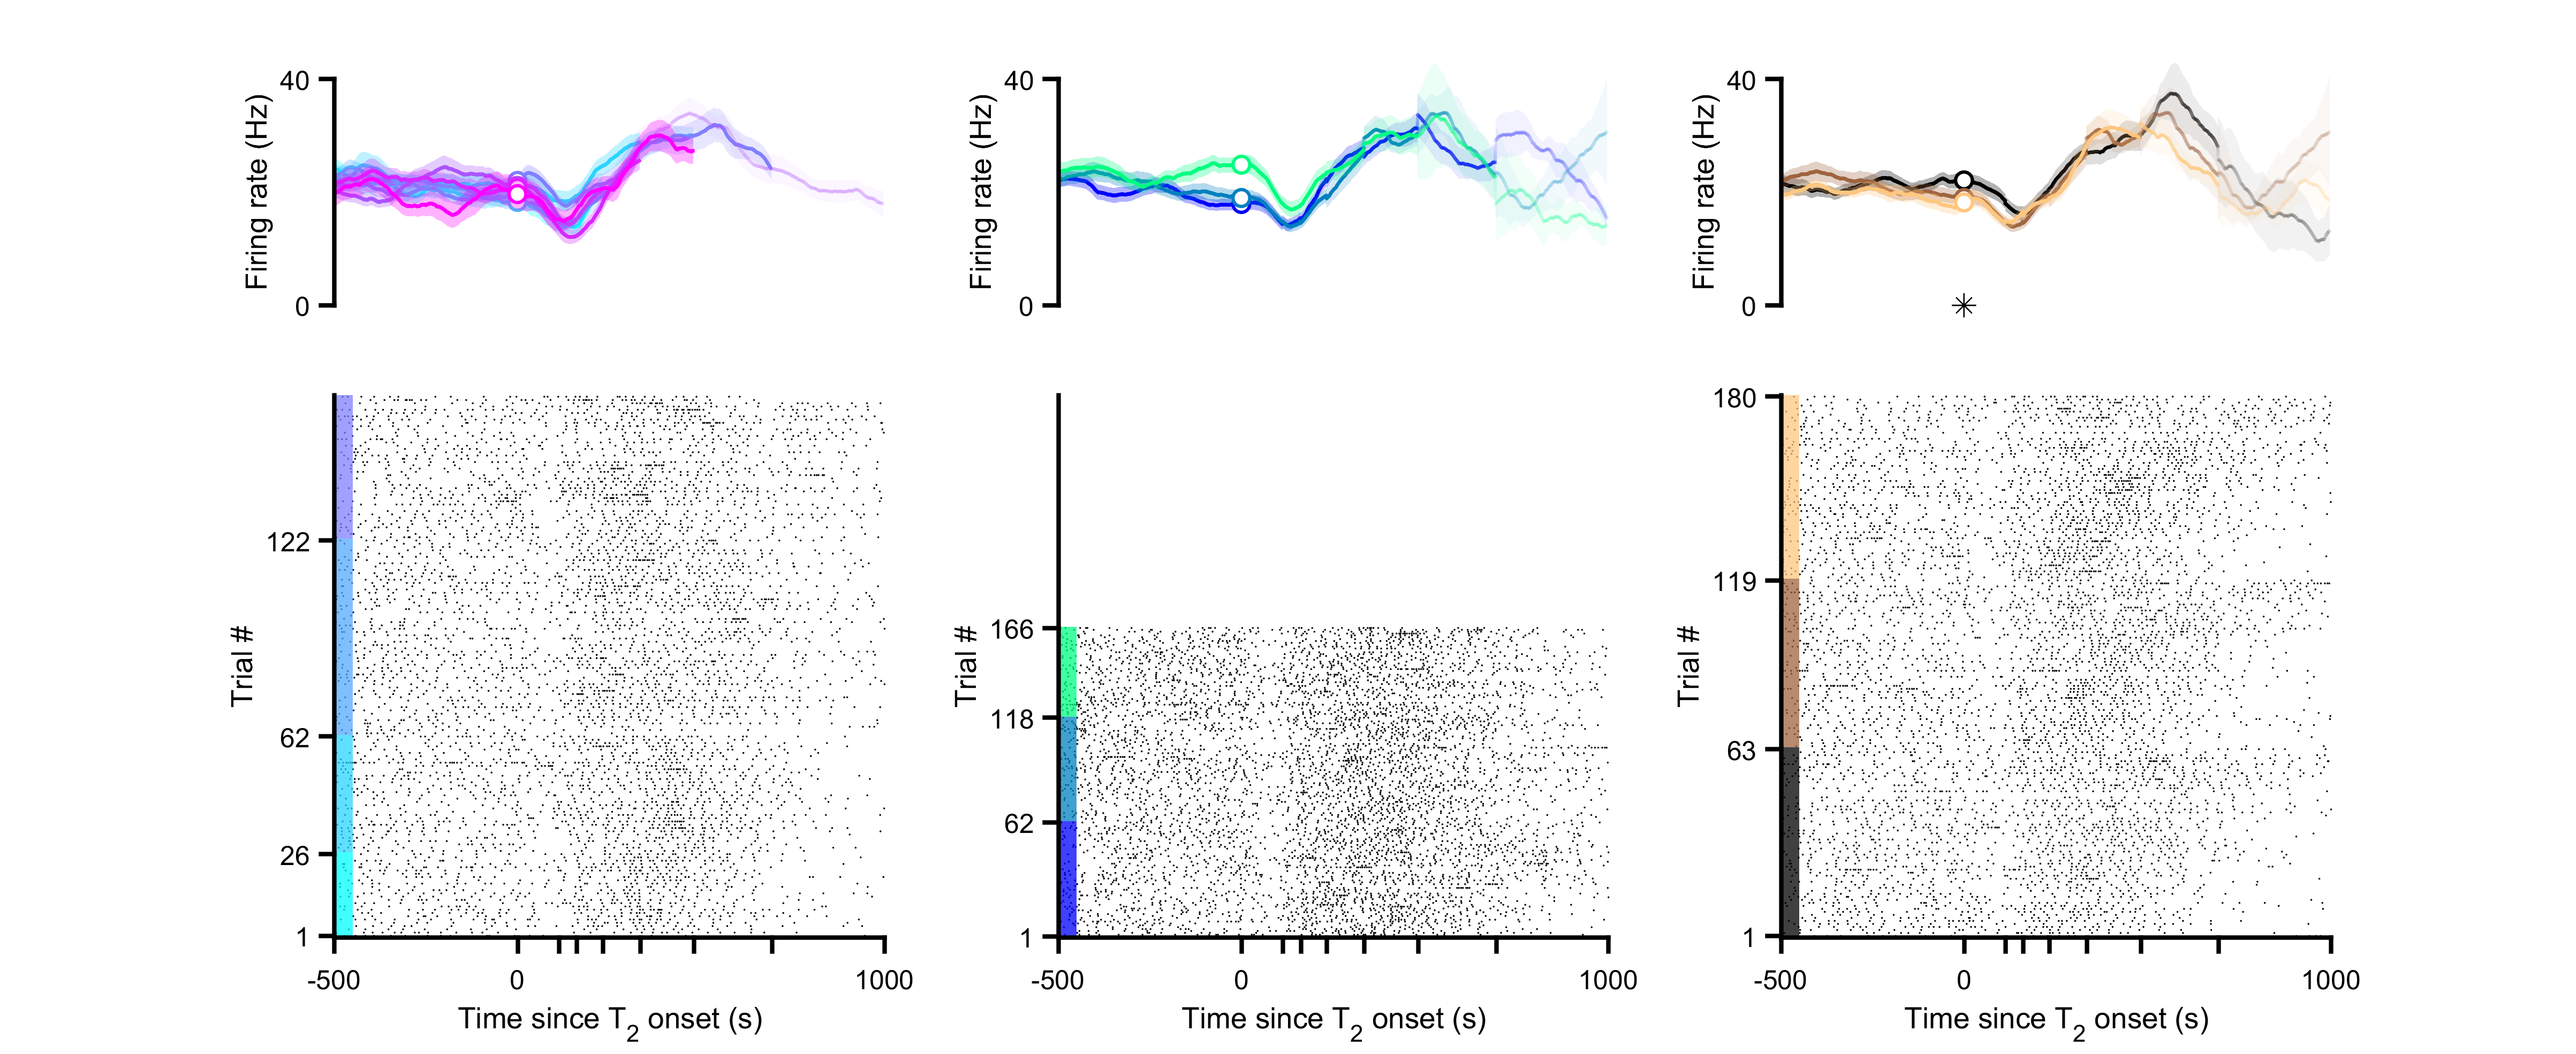 40
Firing rate (Hz)
0
40
Firing rate (Hz)
0
40
Firing rate (Hz)
0
122
62
26
1
Trial #
-500 0 1000
Time since T2 onset (s)
166
118
62
1
Trial #
-500 0 1000
Time since T2 onset (s)
180
119
63
1
Trial #
-500 0 1000
Time since T2 onset (s)